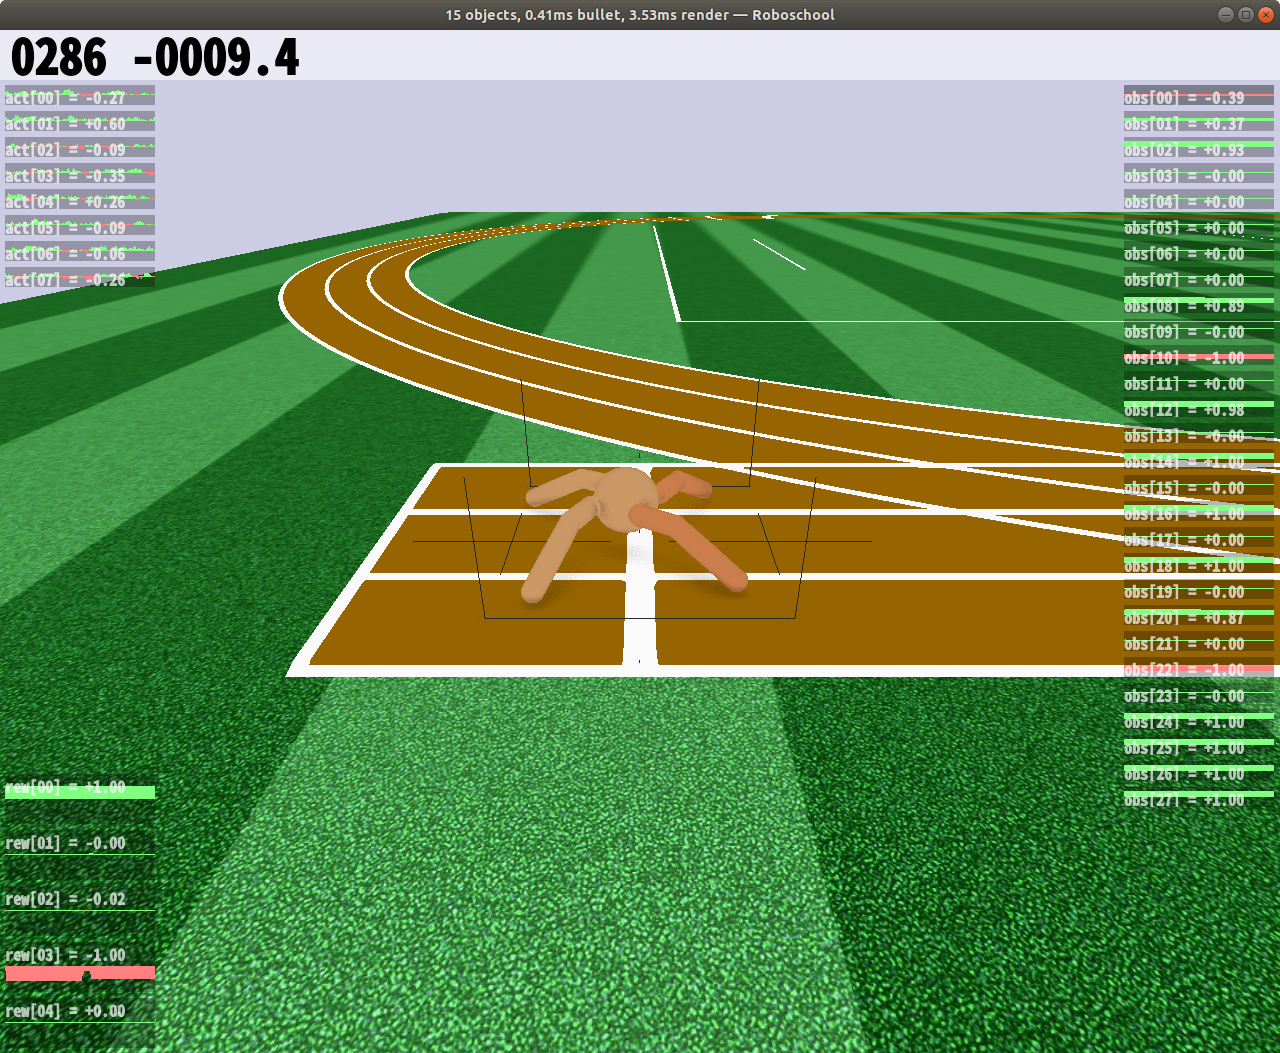 15 objects, 0.41ms bullet, 3.53ms render — Roboschool
0286 -0009.4
act[00] = -0.27
act[01] = +0.60
act[02] = -0.09
act[03] = -0.35
act[04] = +0.26
act[05] = -0.09
act[06] = -0.06
act[07] = -0.26
obs[00] = -0.39
obs[01] = +0.37
obs[02] = +0.93
obs[03] = -0.00
obs[04] = +0.00
obs[05] = +0.00
obs[06] = +0.00
obs[07] = +0.00
obs[08] = +0.89
obs[09] = -0.00
obs[10] = -1.00
obs[11] = +0.00
obs[12] = +0.98
obs[13] = -0.00
obs[14] = +1.00
obs[15] = -0.00
obs[16] = +1.00
obs[17] = +0.00
obs[18] = +1.00
obs[19] = -0.00
obs[20] = +0.87
obs[21] = +0.00
obs[22] = -1.00
obs[23] = -0.00
obs[24] = +1.00
obs[25] = +1.00
obs[26] = +1.00
obs[27] = +1.00
rew[00] = +1.00
rew[01] = -0.00
rew[02] = -0.02
rew[03] = -1.00
rew[04] = +0.00